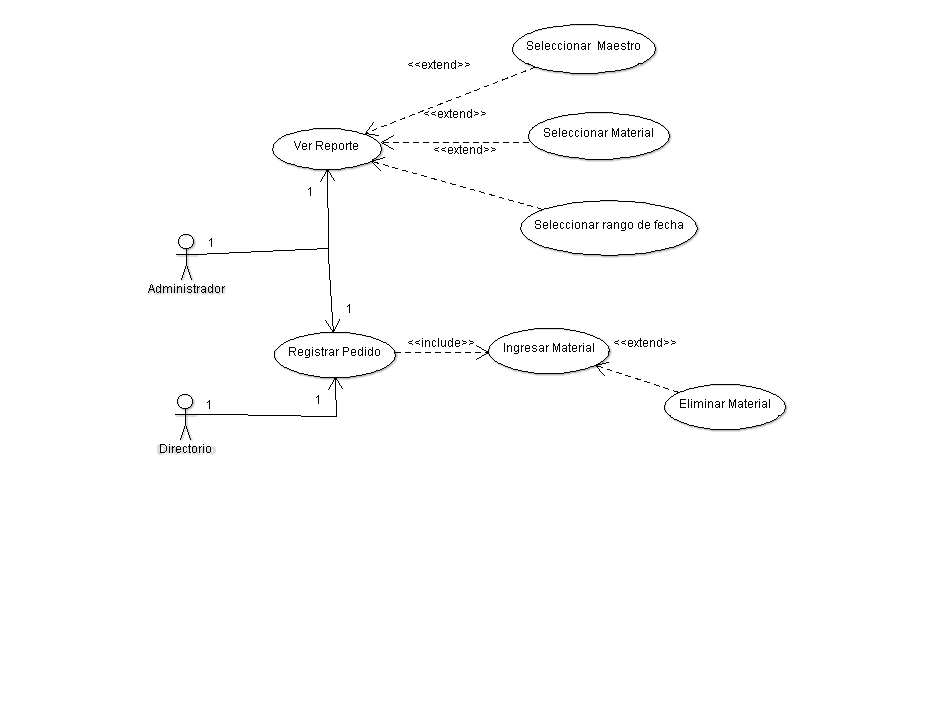 Seleccionar Maestro
<<extend>>
<<extend>>
Seleccionar Material
Ver Reporte
<<extend>>
1
Seleccionar rango de fecha
1
Administrador
1
<<include>>
Ingresar Material
<<extend>>
Registrar Pedido
1
1
Eliminar Material
Directorio